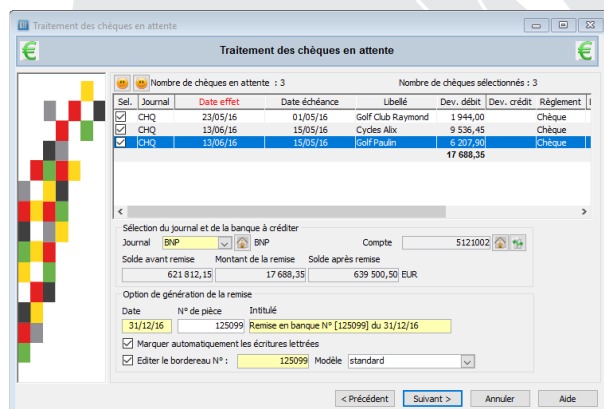 Traitement des chèques en attente
Traitement des chèques en attente
Nombre de chèques en attente : 3 Nombre de chèques sélectionnés : 3
Sel. Journal Date effet Date échéance Libellé Dev. débit Dev. crédit Règlement
CHQ 23/05/16 01/05/16 Golf Club Raymond 1 944,00 Chèque
CHQ 13/06/16 15/05/16 Cycles Alix 9 536,45 Chèque
CHQ 13/06/16 15/05/16 Golf Paulin 6 207,90 Chèque
17 688,35
Sélection du journal et de la banque à créditer
Journal BNP BNP Compte 5121002
Solde avant remise Montant de la remise Solde après remise
621 812,15 17 688,35 639 500,50 EUR
Option de génération de la remise
Date N° de pièce Intitulé
31/12/16 125099 Remise en banque N° [125099] du 31/12/16
Marquer automatiquement les écritures lettrées
Editer le bordereau N° : 125099 Modèle standard
< Précédent Suivant > Annuler Aide